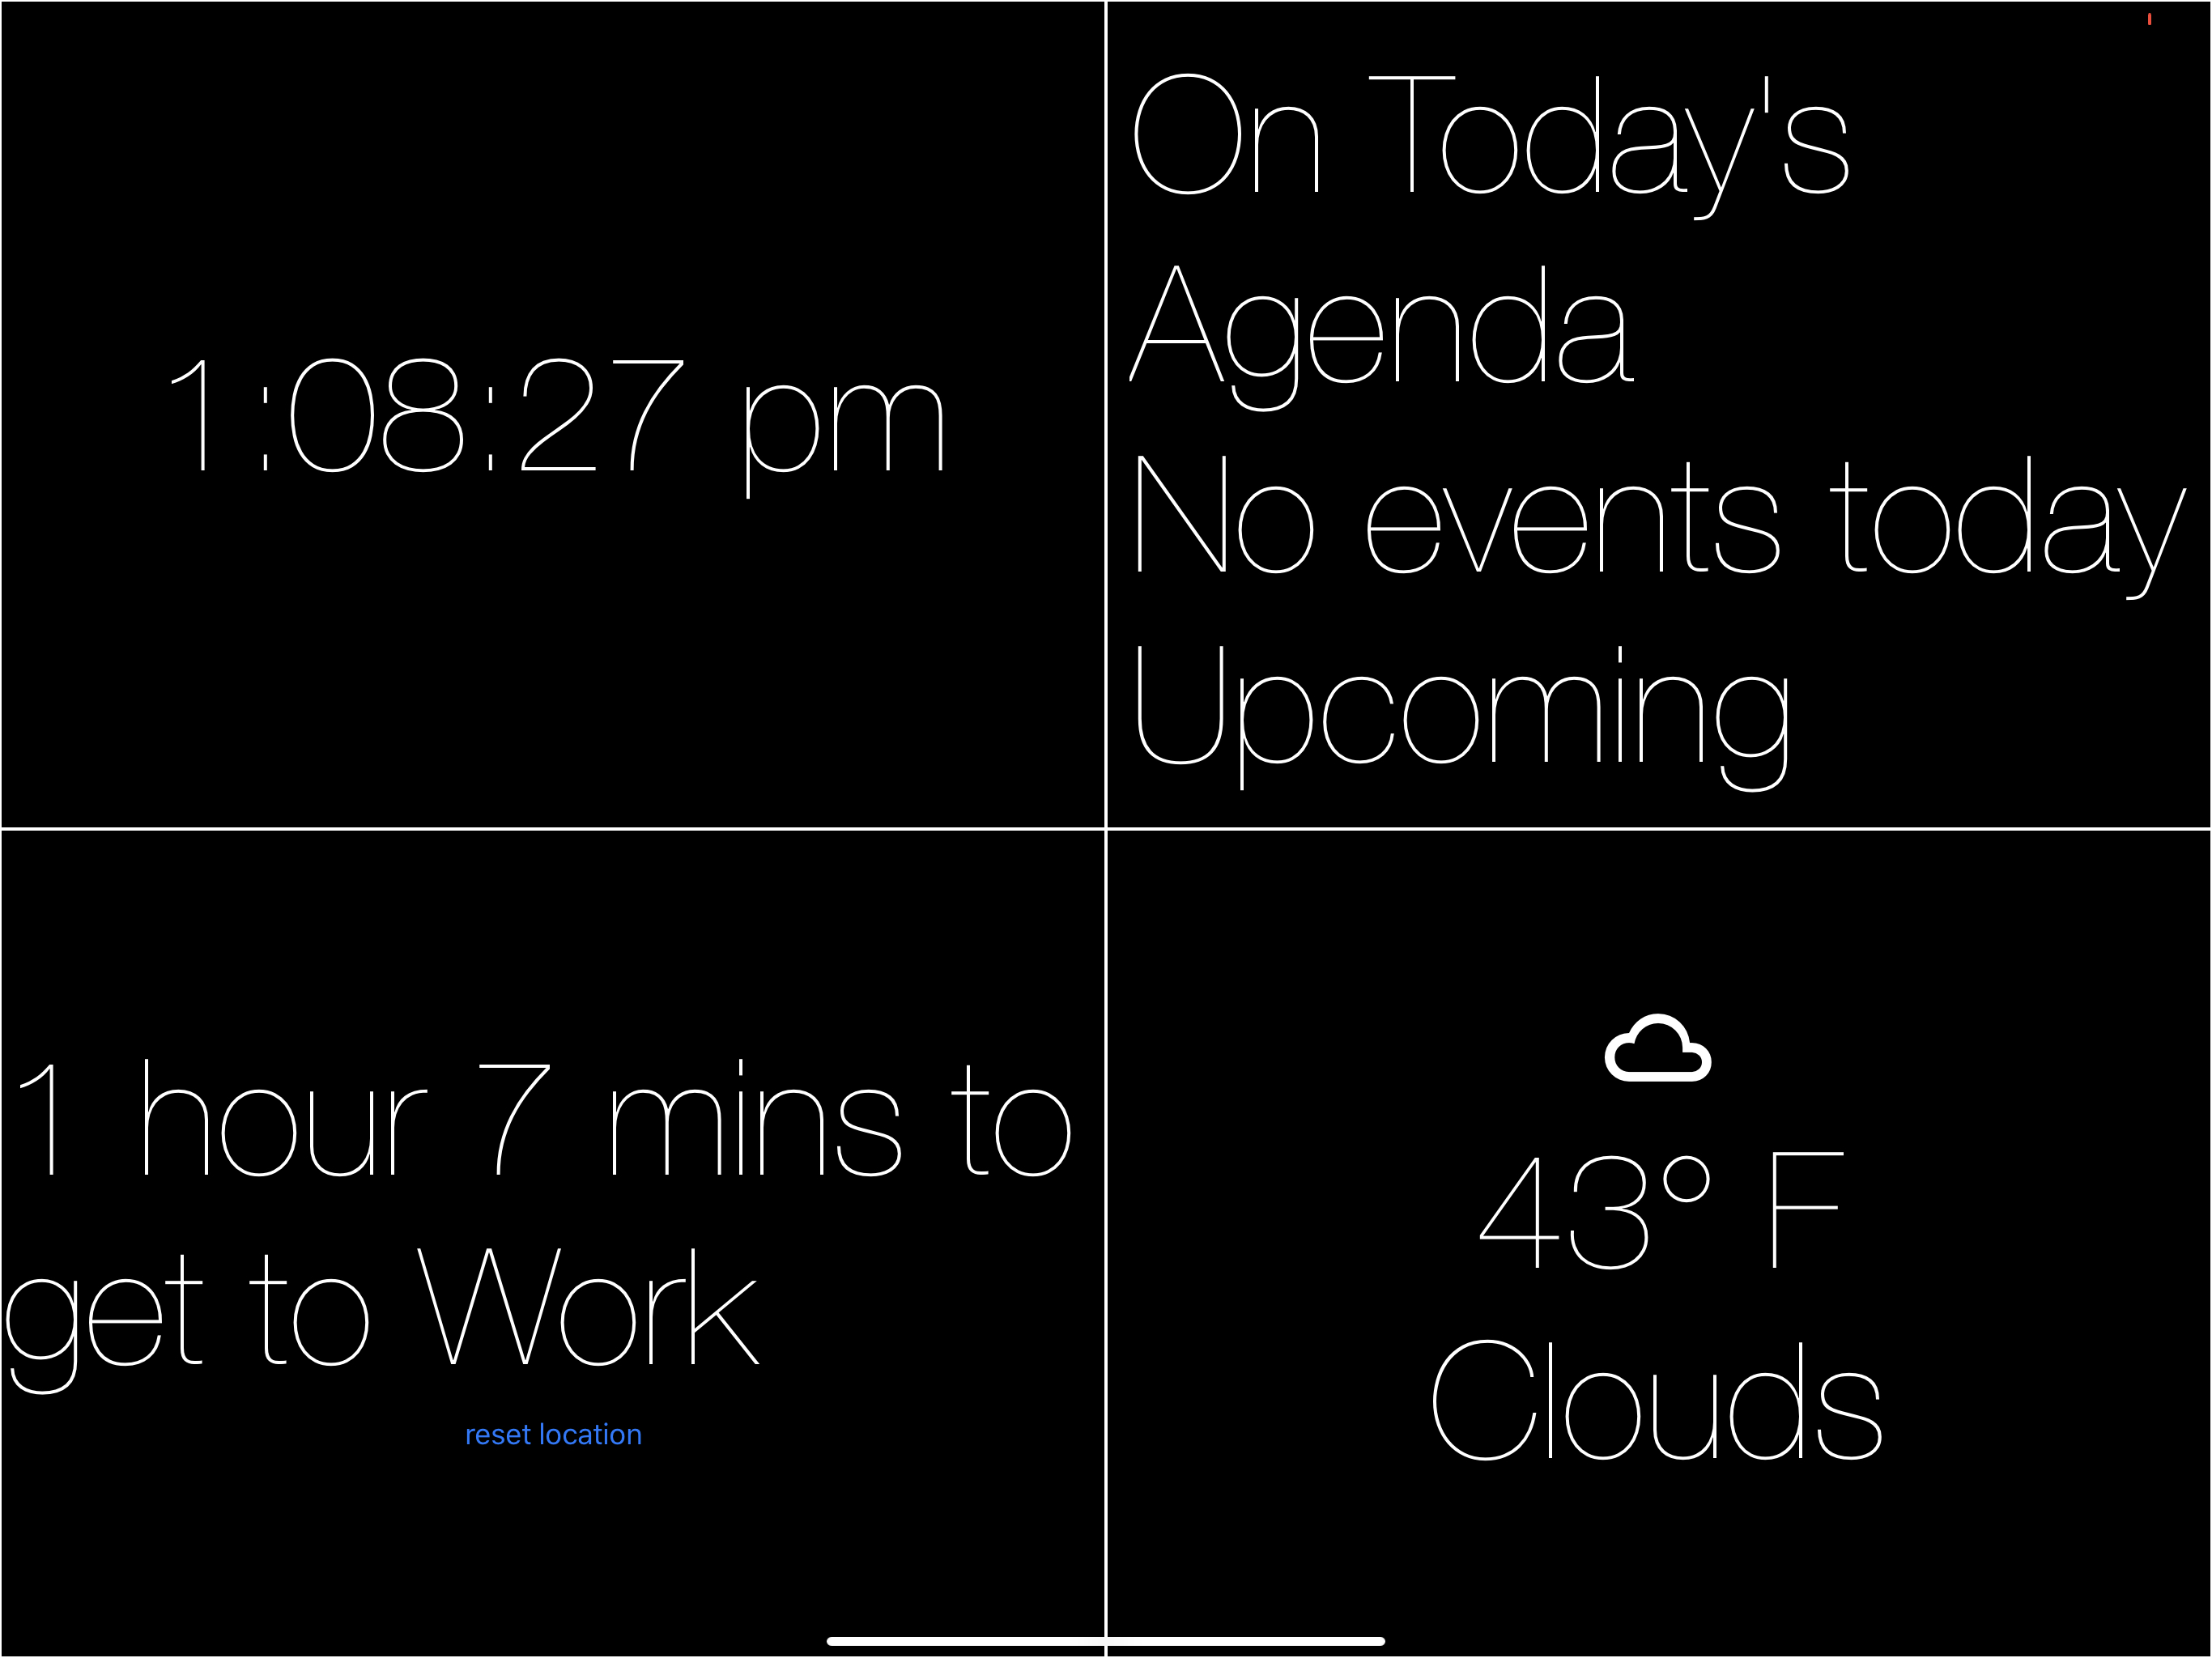 1:08:27 pm
On Today's
Agenda
No events today
Upcoming
1 hour 7 mins to
get to Work
reset location
43° F
Clouds